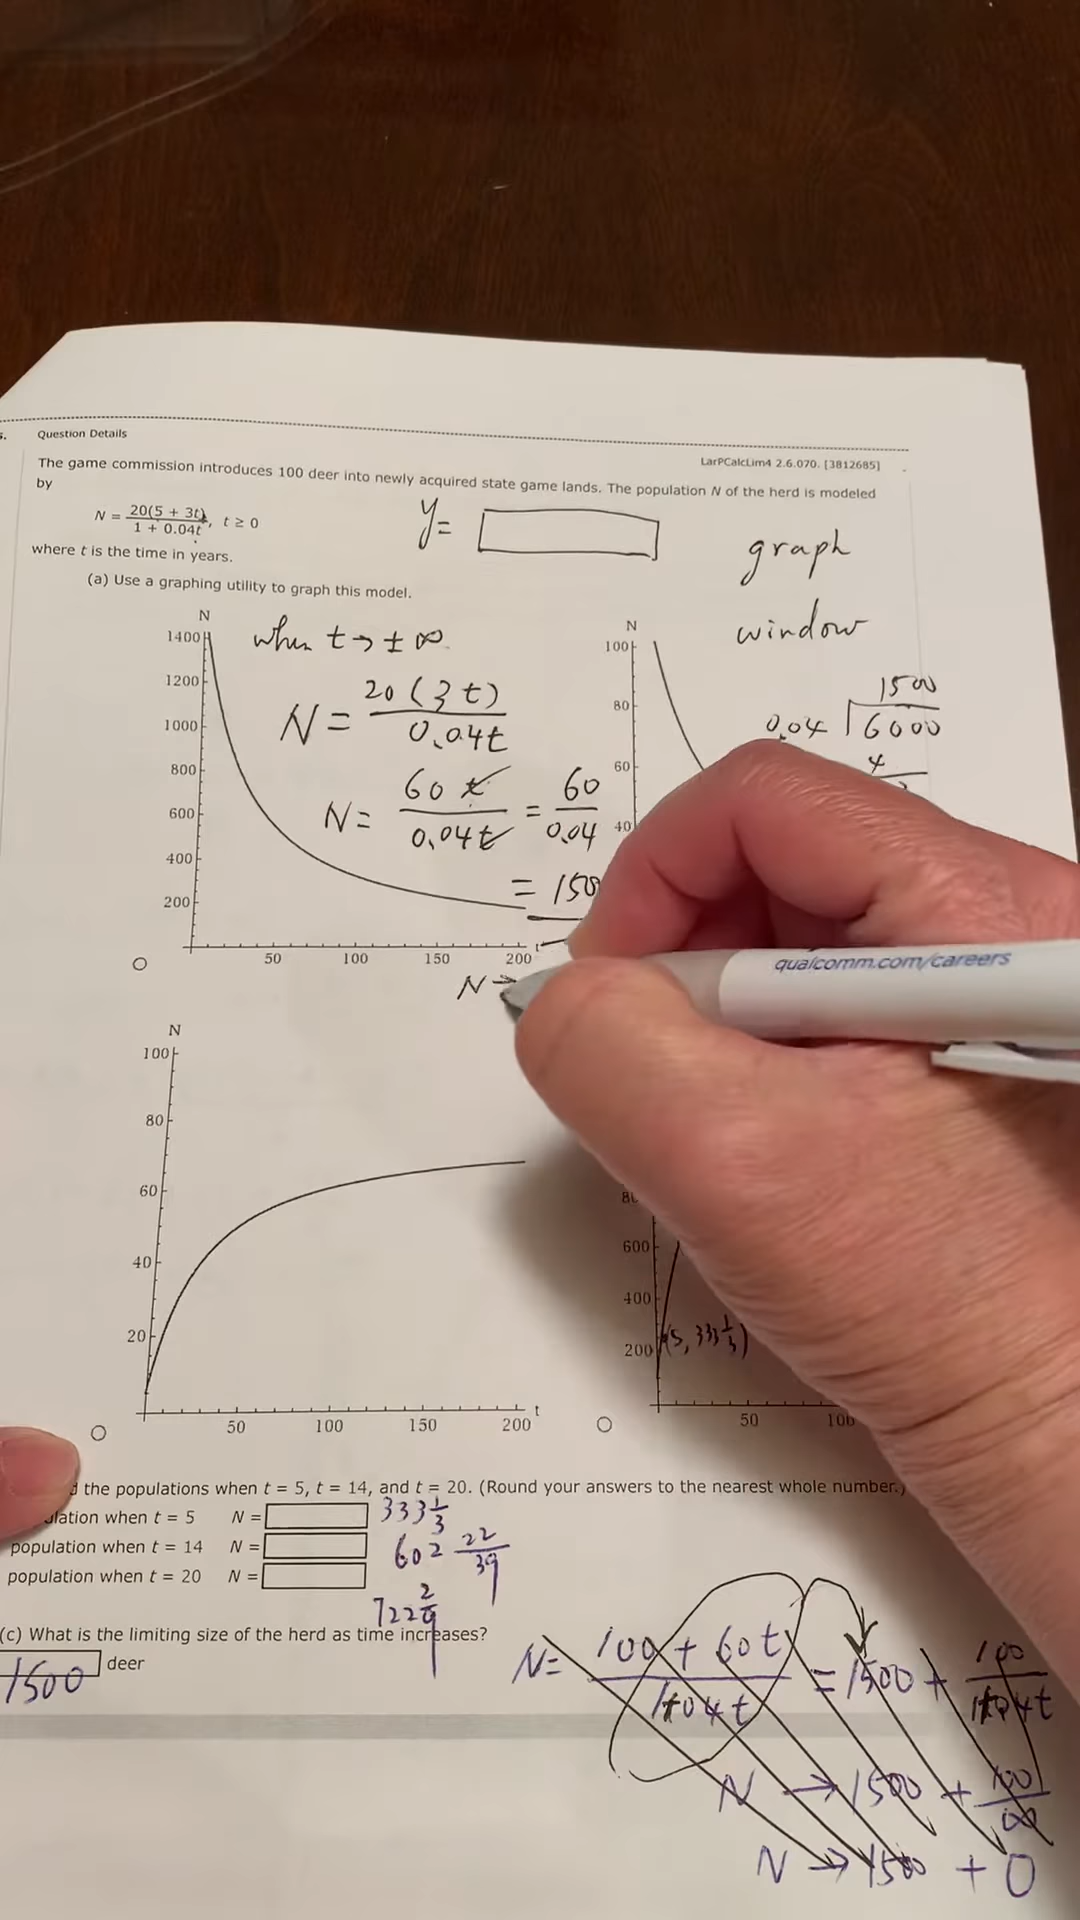 Question Details
LarPCalcLim4 2.6.070. [3812685]
The game commission introduces 100 deer into newly acquired state game lands. The population N of the herd is modeled
by
N = 20(5 + 3t) / 1 + 0.04t , t ≥ 0
y=
where t is the time in years.
graph
window
(a) Use a graphing utility to graph this model.
N
1400
1200
1000
800
600
400
200
50 100 150 200 t
when t → ± ∞
N = 20 (3 t) / 0.04t
N = 60 t / 0.04t = 60 / 0.04
= 150
N →
N
100
80
60
40
1500
0.04 6000
4
qualcomm.com/careers
N
100
80
60
40
20
50 100 150 200 t
600
400
200
(5, 333 1/3)
50 100
the populations when t = 5, t = 14, and t = 20. (Round your answers to the nearest whole number.)
when t = 5 N = 333 1/3
population when t = 14 N = 602 22/39
population when t = 20 N = 722 2/9
(c) What is the limiting size of the herd as time increases?
1500 deer
N = 100 + 60t / 1+04t = 1500 + 100 / 1+04t
N → 1500 + 100 / ∞
N → 1500 + 0